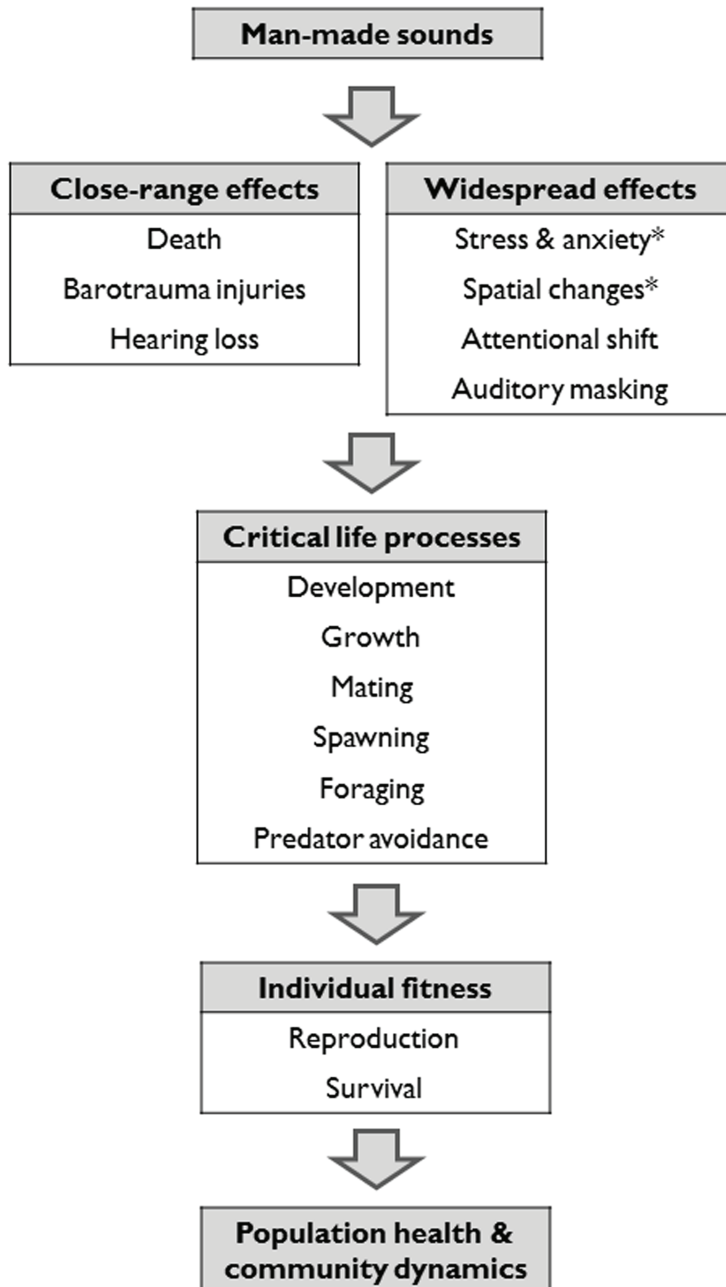 Man-made sounds
Close-range effects
Death
Barotrauma injuries
Hearing loss
Widespread effects
Stress & anxiety*
Spatial changes*
Attentional shift
Auditory masking
Critical life processes
Development
Growth
Mating
Spawning
Foraging
Predator avoidance
Individual fitness
Reproduction
Survival
Population health &
community dynamics